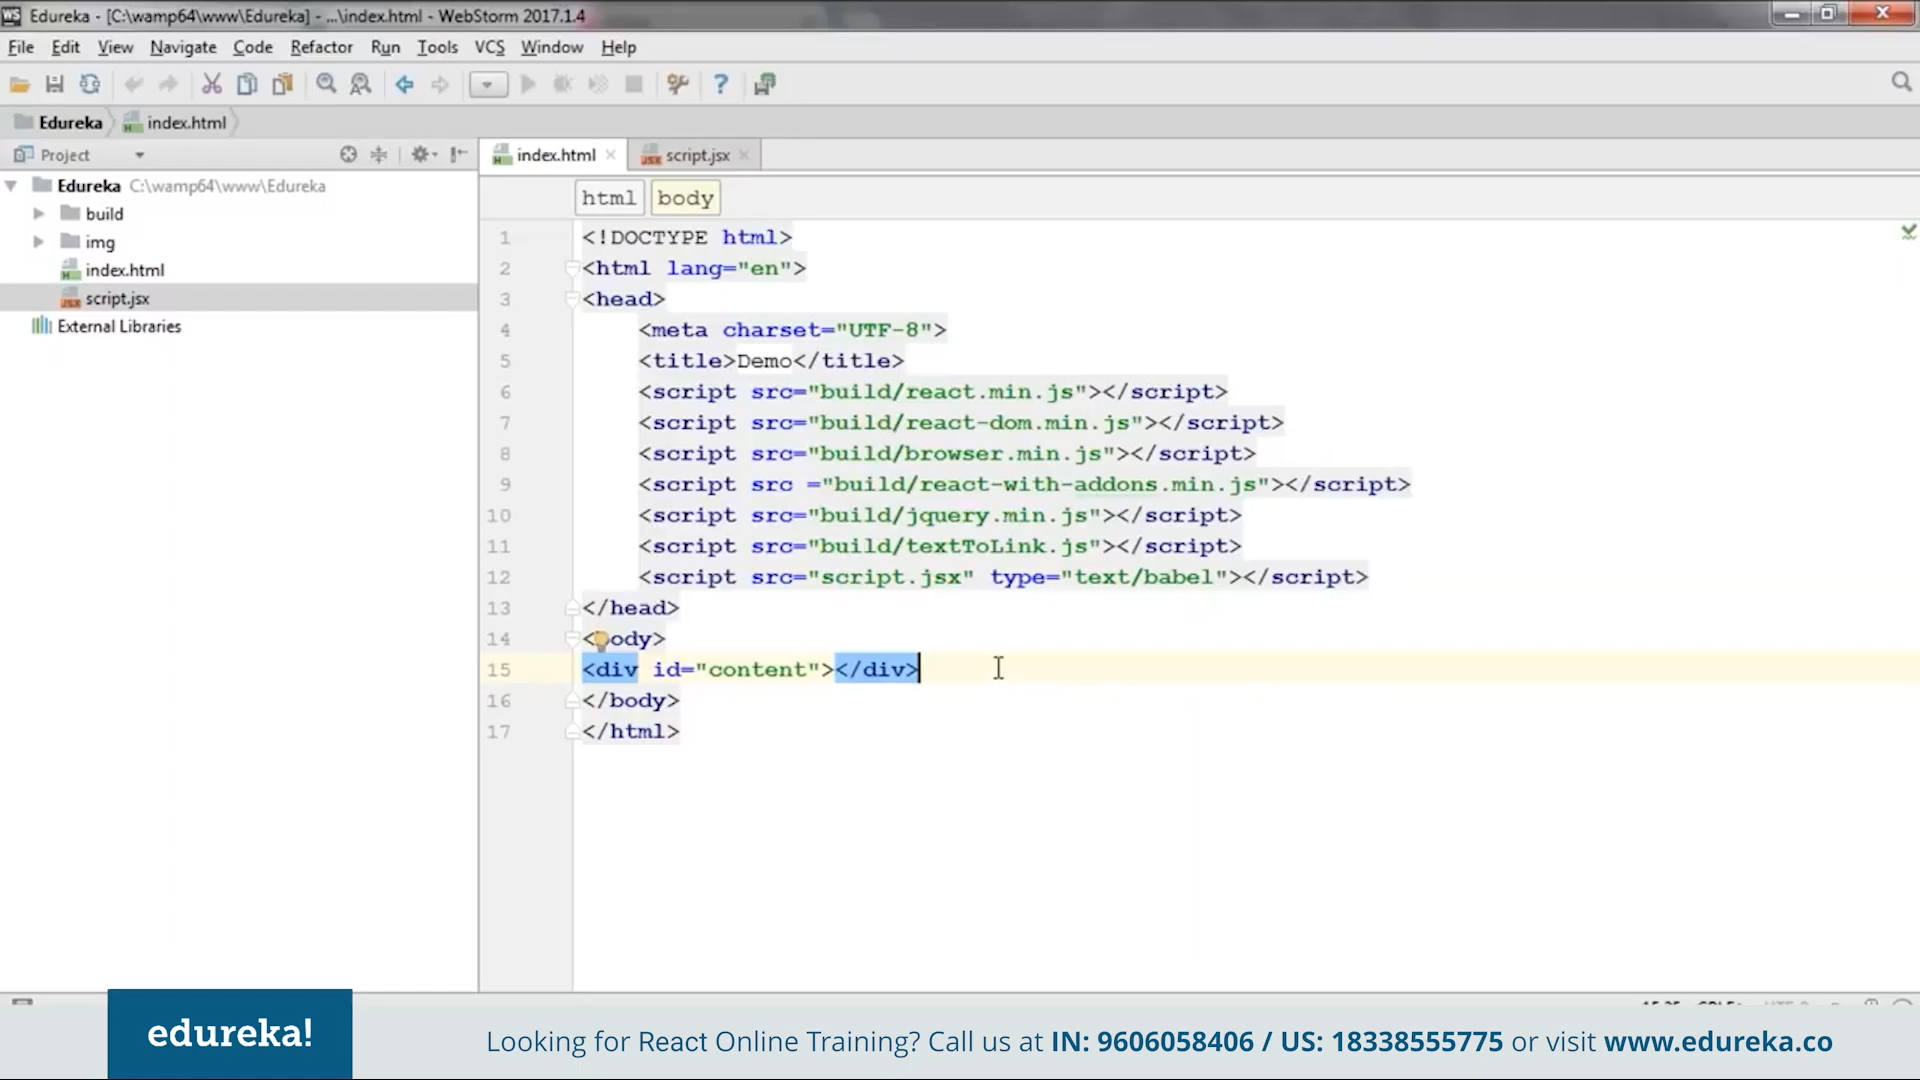 Edureka - [C:\wamp64\www\Edureka] - ...\index.html - WebStorm 2017.1.4
File Edit View Navigate Code Refactor Run Tools VCS Window Help
Edureka index.html
Project
index.html script.jsx
Edureka C:\wamp64\www\Edureka
build
img
index.html
script.jsx
External Libraries
html body
1 <!DOCTYPE html>
2 <html lang="en">
3 <head>
4 <meta charset="UTF-8">
5 <title>Demo</title>
6 <script src="build/react.min.js"></script>
7 <script src="build/react-dom.min.js"></script>
8 <script src="build/browser.min.js"></script>
9 <script src ="build/react-with-addons.min.js"></script>
10 <script src="build/jquery.min.js"></script>
11 <script src="build/textToLink.js"></script>
12 <script src="script.jsx" type="text/babel"></script>
13 </head>
14 <body>
15 <div id="content"></div>
16 </body>
17 </html>
edureka!
Looking for React Online Training? Call us at IN: 9606058406 / US: 18338555775 or visit www.edureka.co